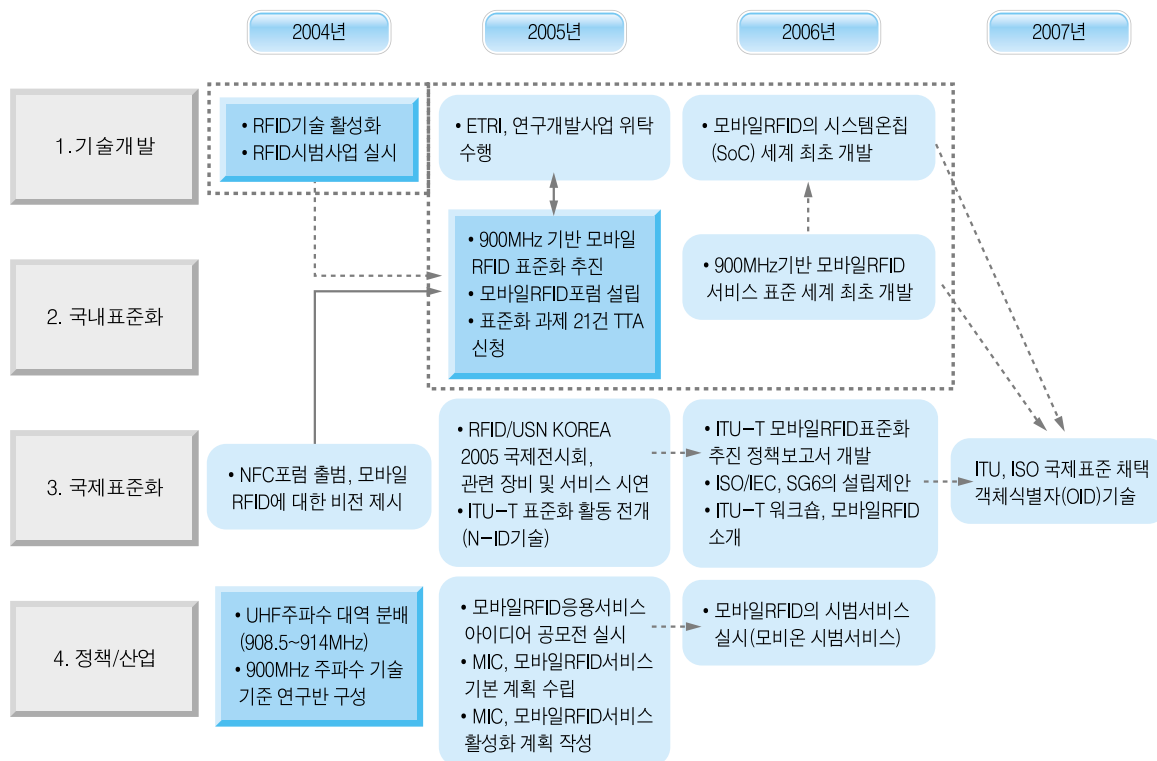 2004년
2005년
2006년
2007년
1.기술개발
• RFID기술 활성화
• RFID시범사업 실시
• ETRI, 연구개발사업 위탁
수행
• 모바일RFID의 시스템온칩
(SoC) 세계 최초 개발
2. 국내표준화
• 900MHz 기반 모바일
RFID 표준화 추진
• 모바일RFID포럼 설립
• 표준화 과제 21건 TTA
신청
• 900MHz기반 모바일RFID
서비스 표준 세계 최초 개발
3. 국제표준화
• NFC포럼 출범, 모바일
RFID에 대한 비전 제시
• RFID/USN KOREA
2005 국제전시회,
관련 장비 및 서비스 시연
• ITU-T 표준화 활동 전개
(N-ID기술)
• ITU-T 모바일RFID표준화
추진 정책보고서 개발
• ISO/IEC, SG6의 설립제안
• ITU-T 워크숍, 모바일RFID
소개
ITU, ISO 국제표준 채택
객체식별자(OID)기술
4. 정책/산업
• UHF주파수 대역 분배
(908.5~914MHz)
• 900MHz 주파수 기술
기준 연구반 구성
• 모바일RFID응용서비스
아이디어 공모전 실시
• MIC, 모바일RFID서비스
기본 계획 수립
• MIC, 모바일RFID서비스
활성화 계획 작성
• 모바일RFID의 시범서비스
실시(모비온 시범서비스)